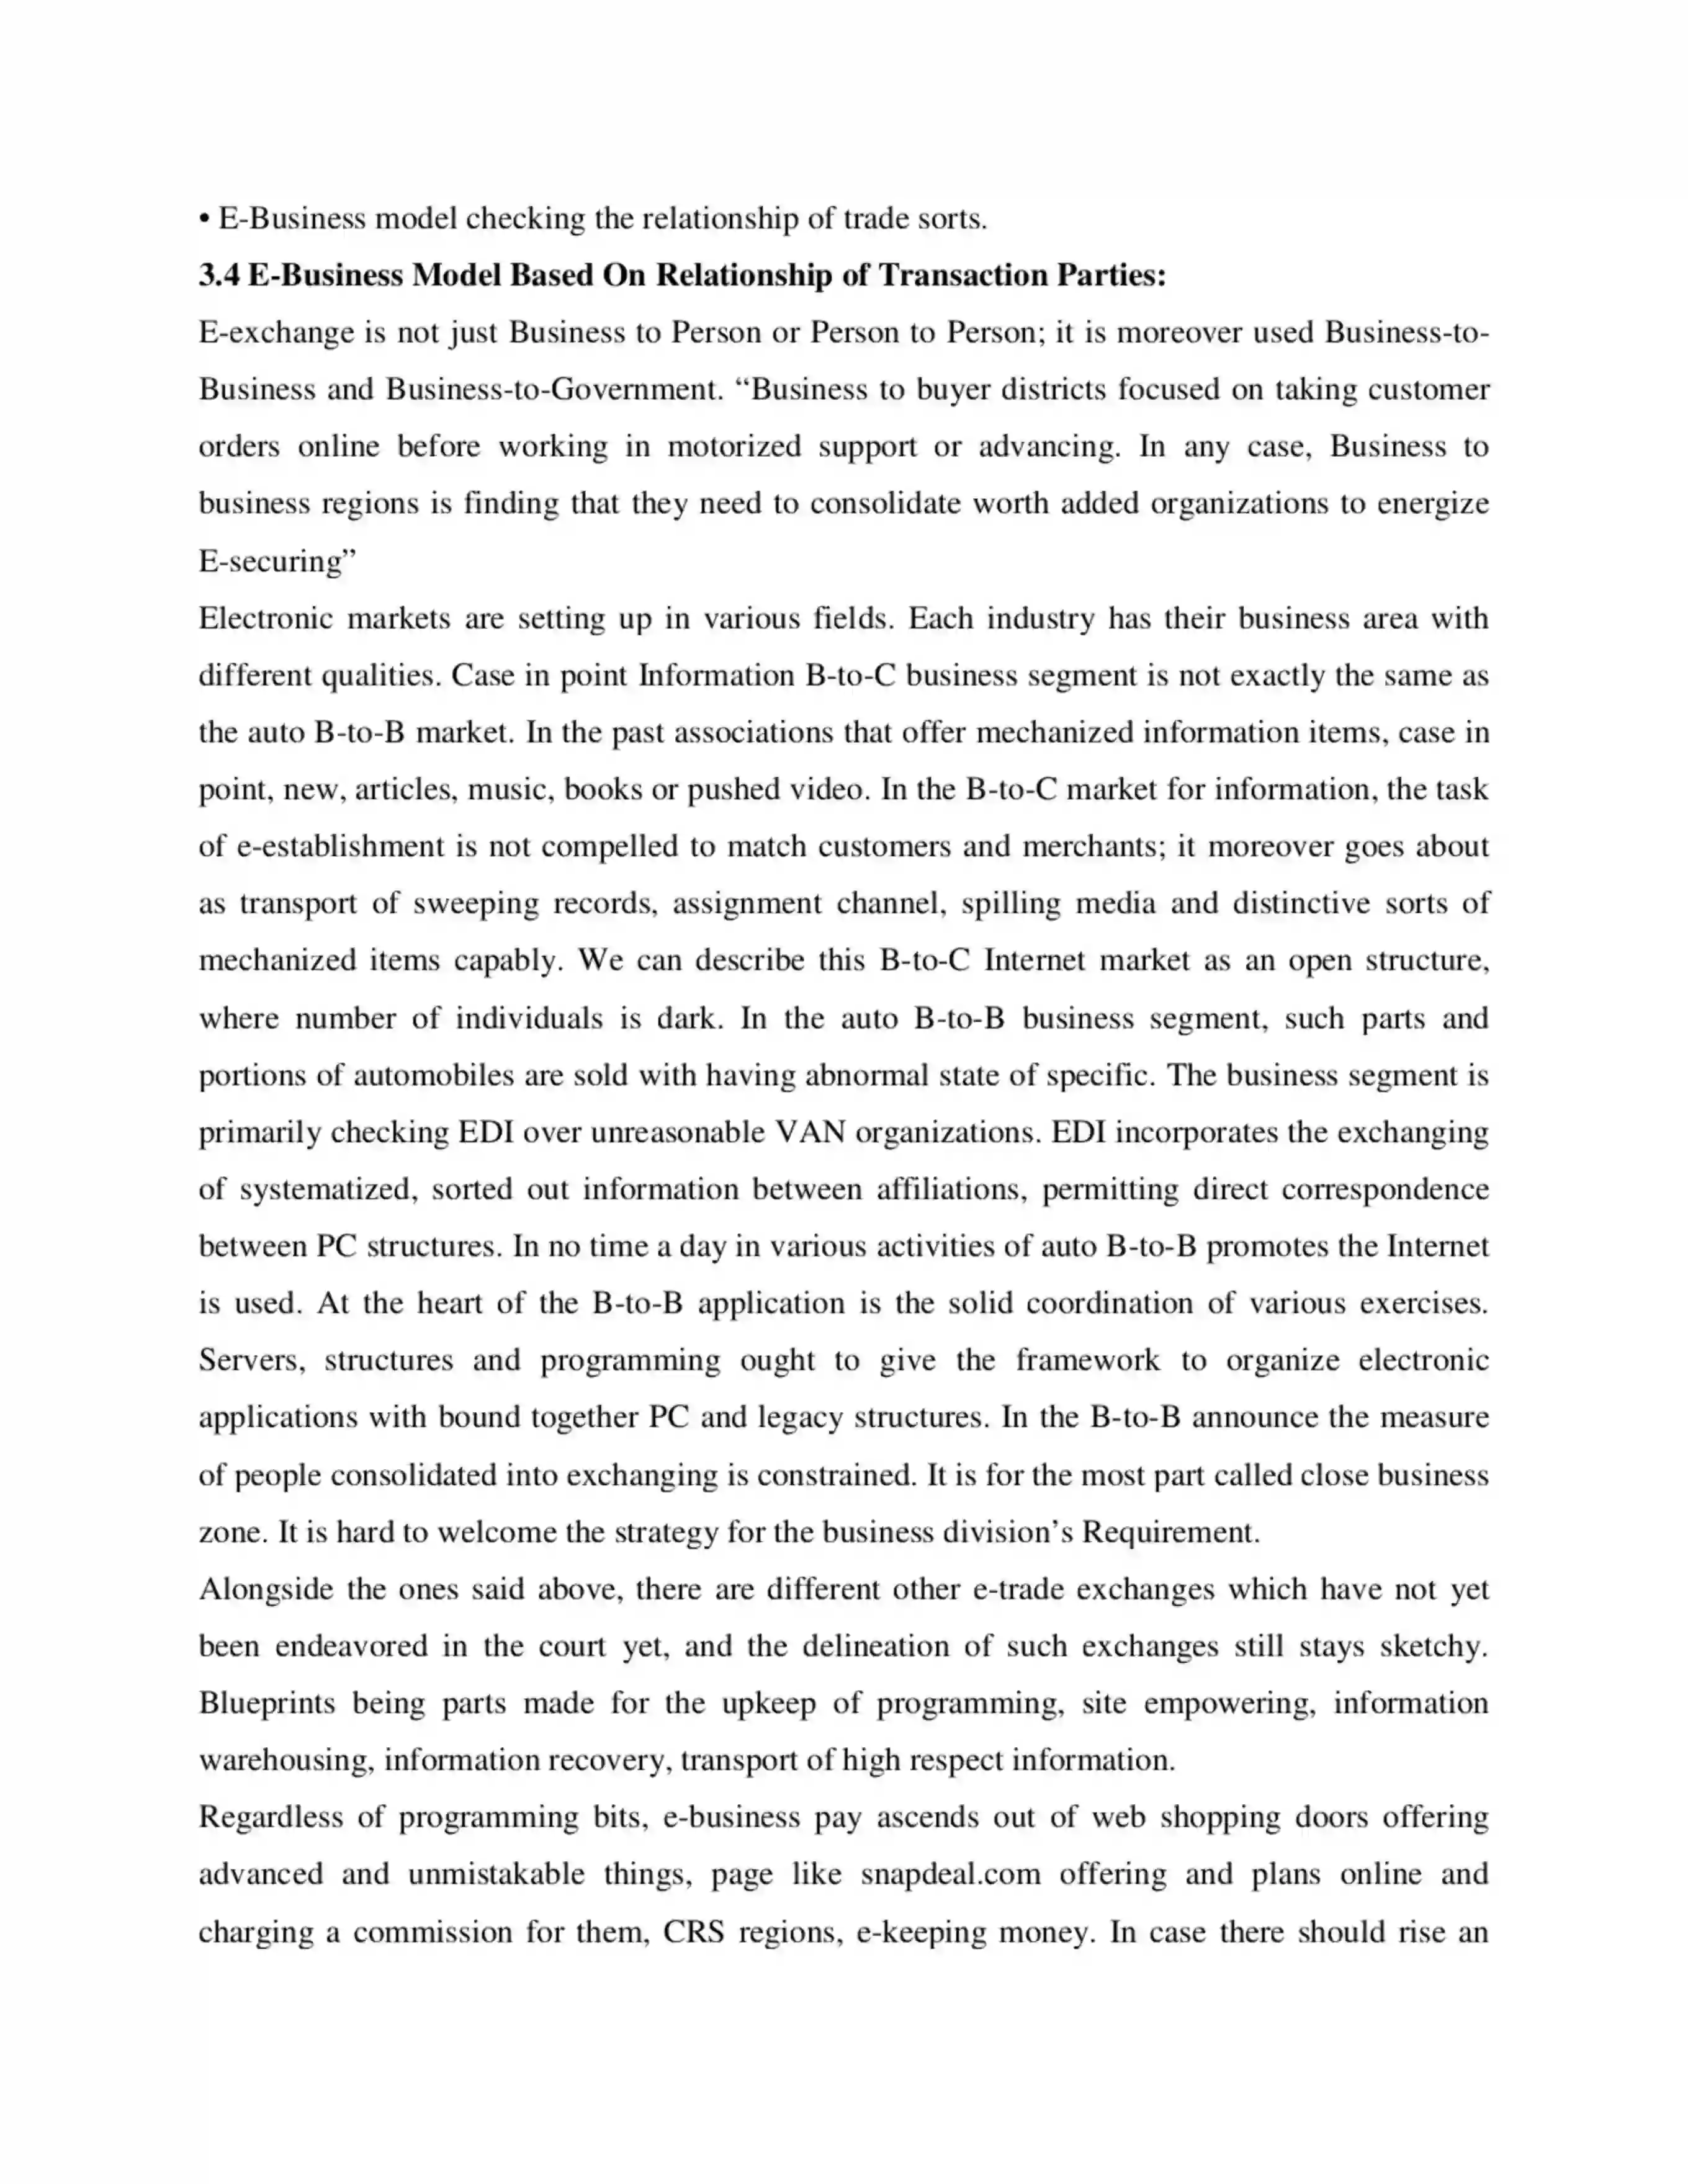 • E-Business model checking the relationship of trade sorts.
3.4 E-Business Model Based On Relationship of Transaction Parties:
E-exchange is not just Business to Person or Person to Person; it is moreover used Business-to-
Business and Business-to-Government. “Business to buyer districts focused on taking customer
orders online before working in motorized support or advancing. In any case, Business to
business regions is finding that they need to consolidate worth added organizations to energize
E-securing”
Electronic markets are setting up in various fields. Each industry has their business area with
different qualities. Case in point Information B-to-C business segment is not exactly the same as
the auto B-to-B market. In the past associations that offer mechanized information items, case in
point, new, articles, music, books or pushed video. In the B-to-C market for information, the task
of e-establishment is not compelled to match customers and merchants; it moreover goes about
as transport of sweeping records, assignment channel, spilling media and distinctive sorts of
mechanized items capably. We can describe this B-to-C Internet market as an open structure,
where number of individuals is dark. In the auto B-to-B business segment, such parts and
portions of automobiles are sold with having abnormal state of specific. The business segment is
primarily checking EDI over unreasonable VAN organizations. EDI incorporates the exchanging
of systematized, sorted out information between affiliations, permitting direct correspondence
between PC structures. In no time a day in various activities of auto B-to-B promotes the Internet
is used. At the heart of the B-to-B application is the solid coordination of various exercises.
Servers, structures and programming ought to give the framework to organize electronic
applications with bound together PC and legacy structures. In the B-to-B announce the measure
of people consolidated into exchanging is constrained. It is for the most part called close business
zone. It is hard to welcome the strategy for the business division’s Requirement.
Alongside the ones said above, there are different other e-trade exchanges which have not yet
been endeavored in the court yet, and the delineation of such exchanges still stays sketchy.
Blueprints being parts made for the upkeep of programming, site empowering, information
warehousing, information recovery, transport of high respect information.
Regardless of programming bits, e-business pay ascends out of web shopping doors offering
advanced and unmistakable things, page like snapdeal.com offering and plans online and
charging a commission for them, CRS regions, e-keeping money. In case there should rise an